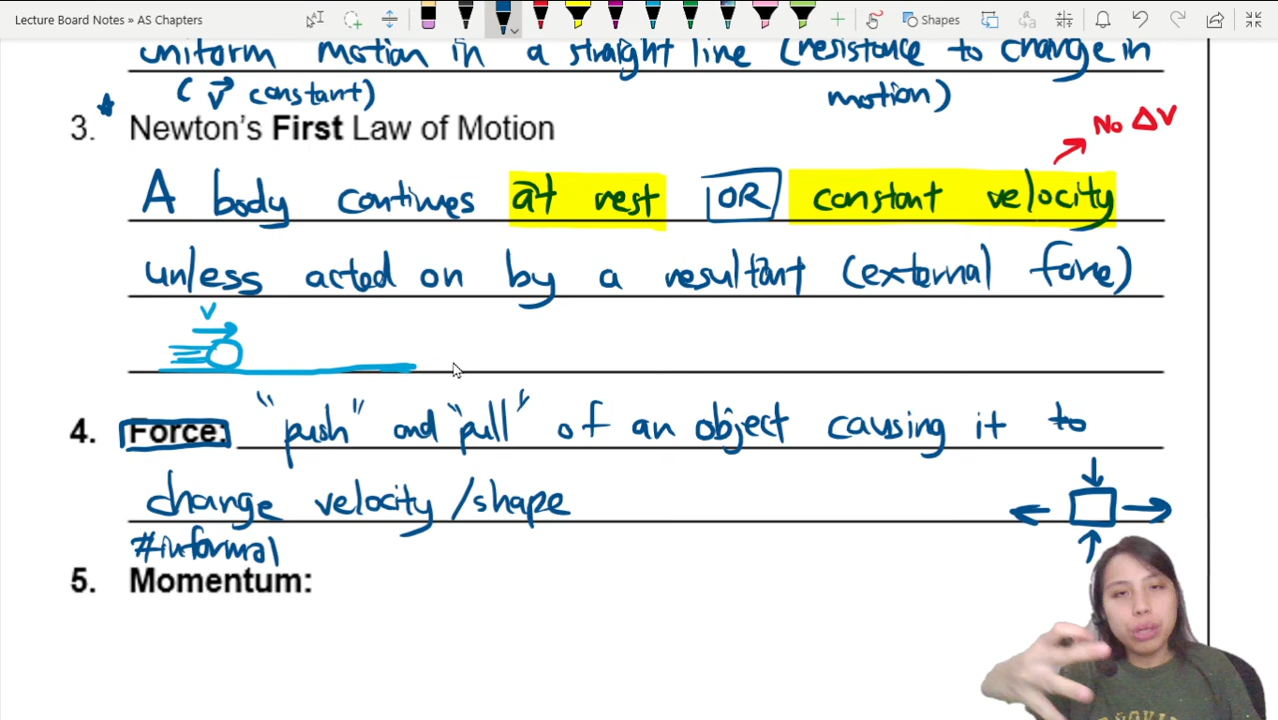 Lecture Board Notes » AS Chapters
Shapes
uniform motion in a straight line (resistance to change in
(v⃗ constant) motion)
3. Newton's First Law of Motion
No ΔV
A body continues at rest OR constant velocity
unless acted on by a resultant (external force)
v
4. Force: "push" and "pull" of an object causing it to
change velocity/shape
#informal
5. Momentum: